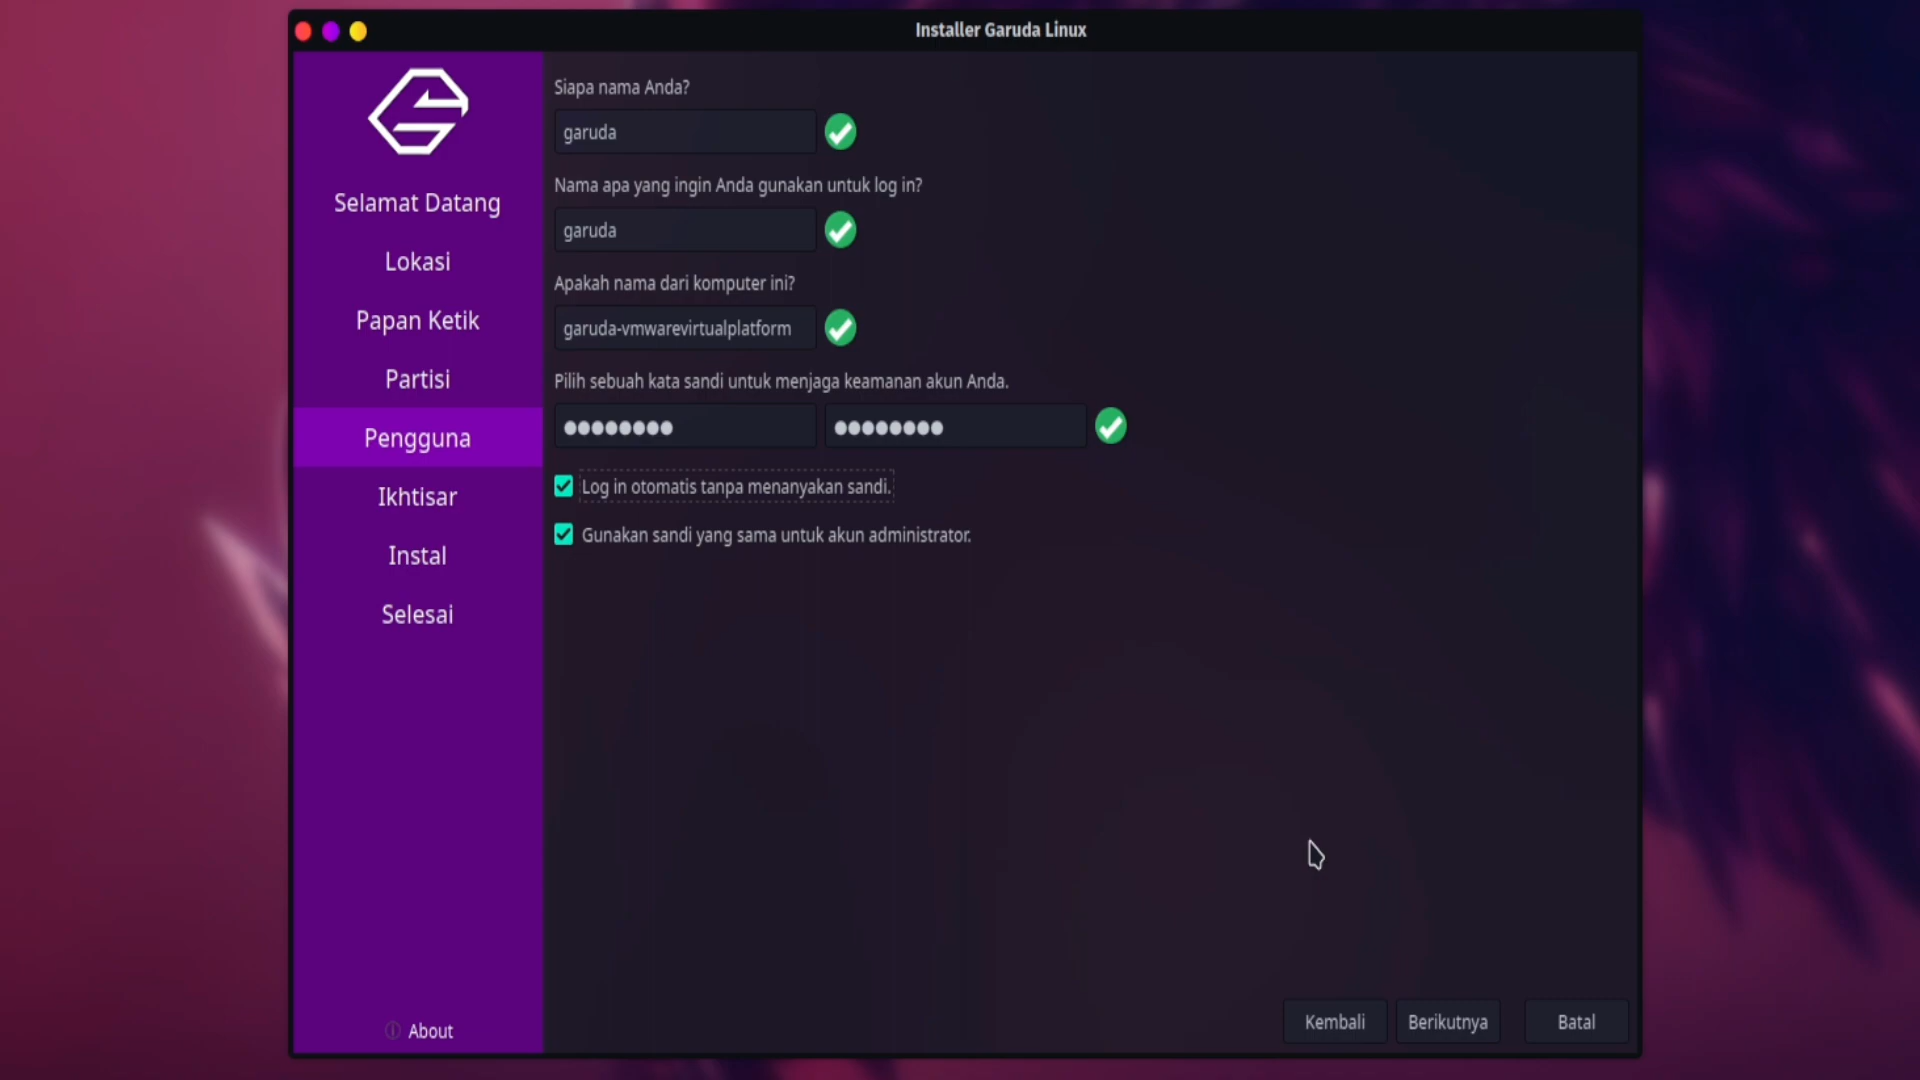 Installer Garuda Linux
Selamat Datang
Lokasi
Papan Ketik
Partisi
Pengguna
Ikhtisar
Instal
Selesai
About
Siapa nama Anda?
garuda
Nama apa yang ingin Anda gunakan untuk log in?
garuda
Apakah nama dari komputer ini?
garuda-vmwarevirtualplatform
Pilih sebuah kata sandi untuk menjaga keamanan akun Anda.
●●●●●●●● ●●●●●●●●
Log in otomatis tanpa menanyakan sandi.
Gunakan sandi yang sama untuk akun administrator.
Kembali Berikutnya Batal